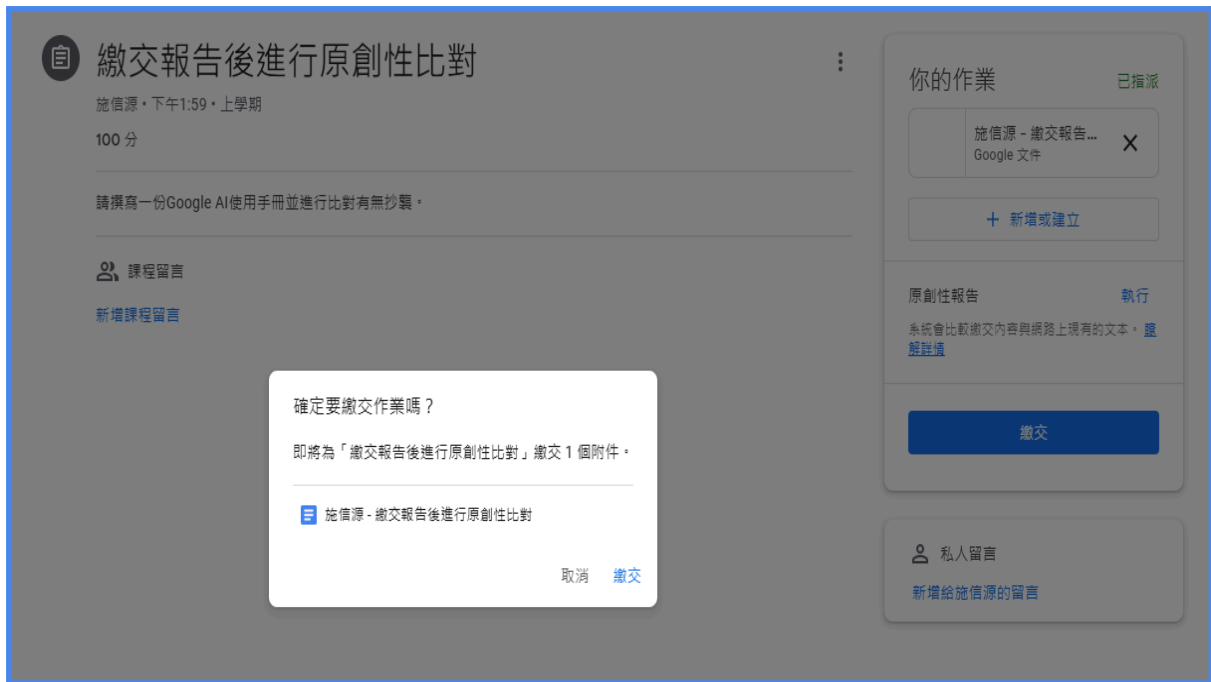 繳交報告後進行原創性比對
施信源 • 下午1:59 • 上學期
100 分
請撰寫一份Google AI使用手冊並進行比對有無抄襲。
課程留言
新增課程留言
你的作業
已指派
施信源 - 繳交報告...
Google 文件
+ 新增或建立
原創性報告
執行
系統會比較繳交內容與網路上現有的文本。瞭
解詳情
繳交
私人留言
新增給施信源的留言
確定要繳交作業嗎？
即將為「繳交報告後進行原創性比對」繳交 1 個附件。
施信源 - 繳交報告後進行原創性比對
取消
繳交